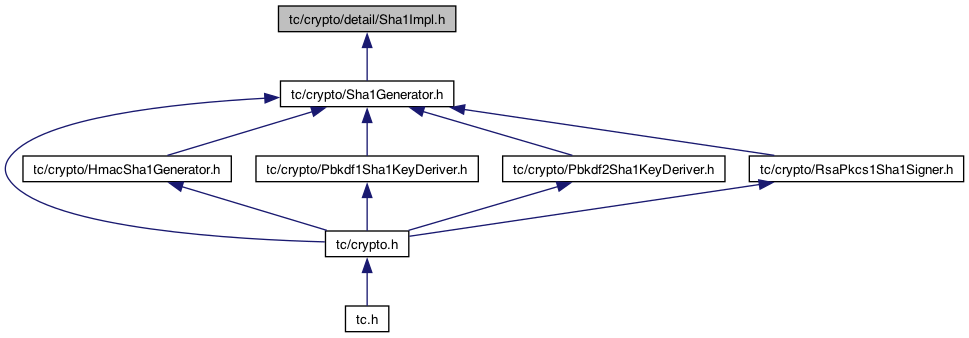 tc/crypto/detail/Sha1Impl.h
tc/crypto/Sha1Generator.h
tc/crypto/HmacSha1Generator.h
tc/crypto/Pbkdf1Sha1KeyDeriver.h
tc/crypto/Pbkdf2Sha1KeyDeriver.h
tc/crypto/RsaPkcs1Sha1Signer.h
tc/crypto.h
tc.h